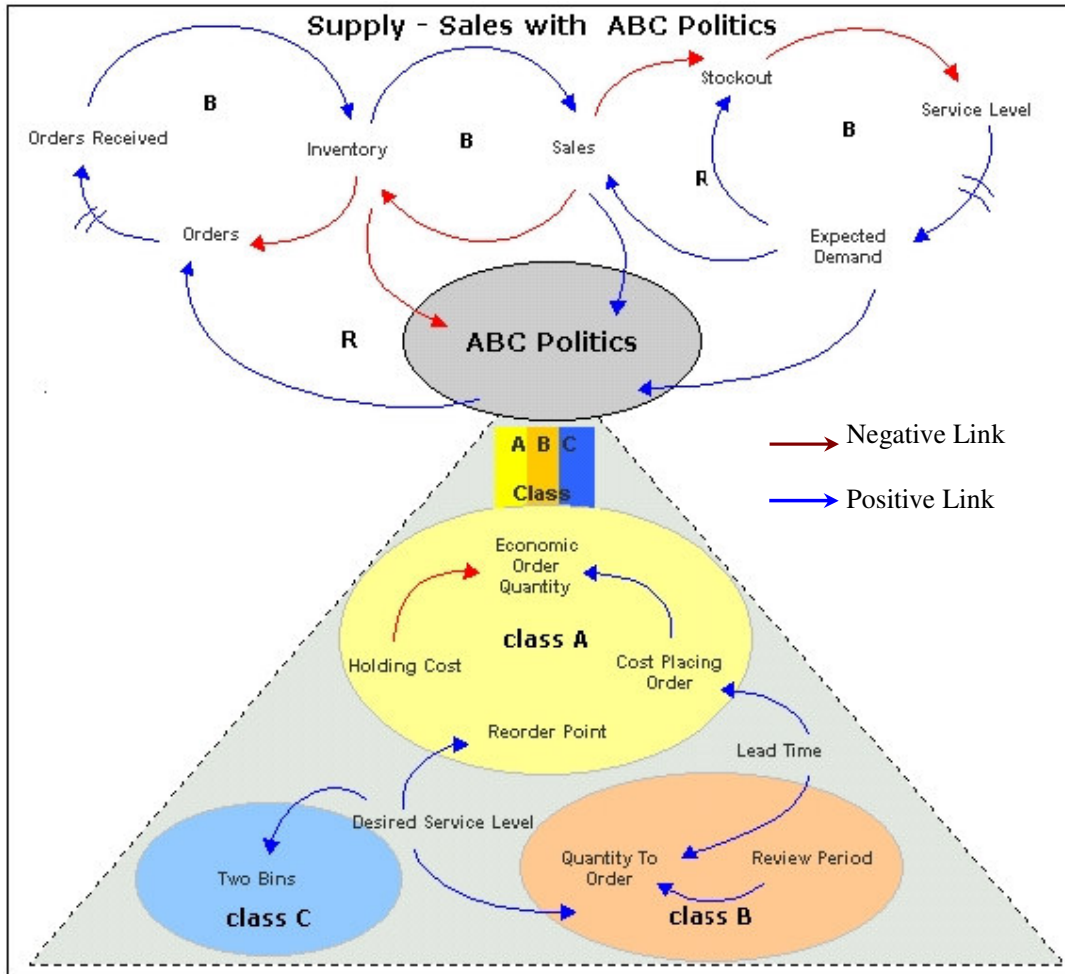 Supply - Sales with ABC Politics
Stockout
B
B
B
Service Level
Orders Received
Inventory
Sales
R
Orders
Expected
Demand
R
ABC Politics
Negative Link
A B C
Class
Positive Link
Economic
Order
Quantity
class A
Holding Cost
Cost Placing
Order
Reorder Point
Lead Time
Desired Service Level
Quantity To
Order
Review Period
Two Bins
class C
class B